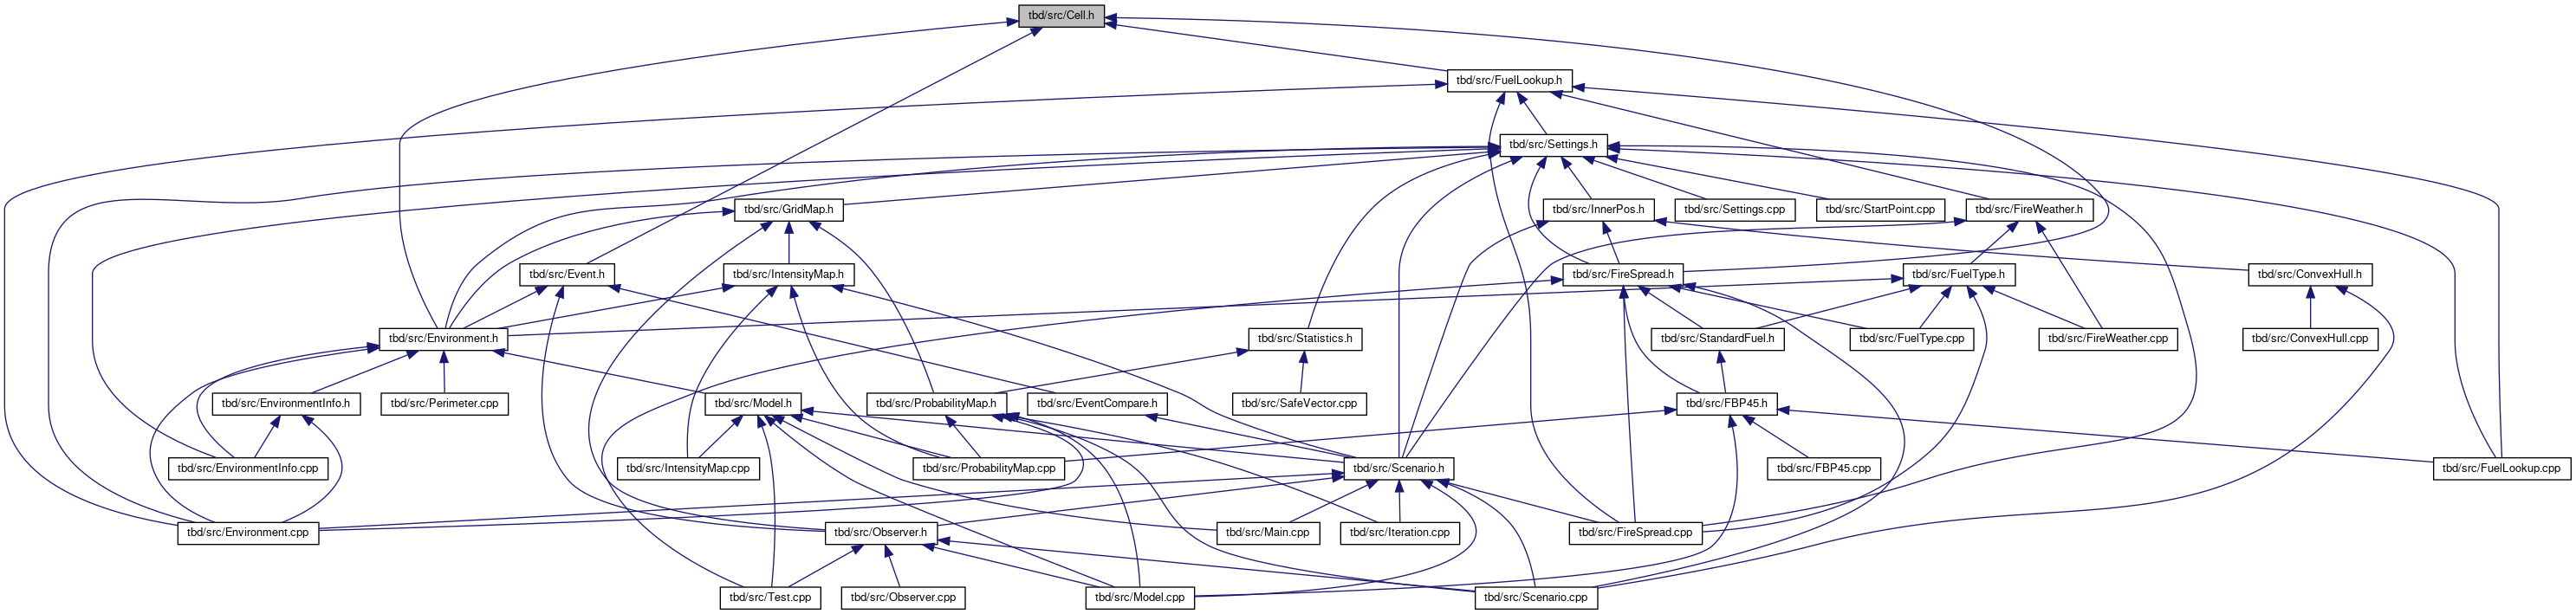 tbd/src/Cell.h
tbd/src/FuelLookup.h
tbd/src/Settings.h
tbd/src/GridMap.h
tbd/src/InnerPos.h
tbd/src/Settings.cpp
tbd/src/StartPoint.cpp
tbd/src/FireWeather.h
tbd/src/Event.h
tbd/src/IntensityMap.h
tbd/src/FireSpread.h
tbd/src/FuelType.h
tbd/src/ConvexHull.h
tbd/src/Environment.h
tbd/src/Statistics.h
tbd/src/StandardFuel.h
tbd/src/FuelType.cpp
tbd/src/FireWeather.cpp
tbd/src/ConvexHull.cpp
tbd/src/EnvironmentInfo.h
tbd/src/Perimeter.cpp
tbd/src/Model.h
tbd/src/ProbabilityMap.h
tbd/src/EventCompare.h
tbd/src/SafeVector.cpp
tbd/src/FBP45.h
tbd/src/EnvironmentInfo.cpp
tbd/src/IntensityMap.cpp
tbd/src/ProbabilityMap.cpp
tbd/src/Scenario.h
tbd/src/FBP45.cpp
tbd/src/FuelLookup.cpp
tbd/src/Environment.cpp
tbd/src/Observer.h
tbd/src/Main.cpp
tbd/src/Iteration.cpp
tbd/src/FireSpread.cpp
tbd/src/Test.cpp
tbd/src/Observer.cpp
tbd/src/Model.cpp
tbd/src/Scenario.cpp